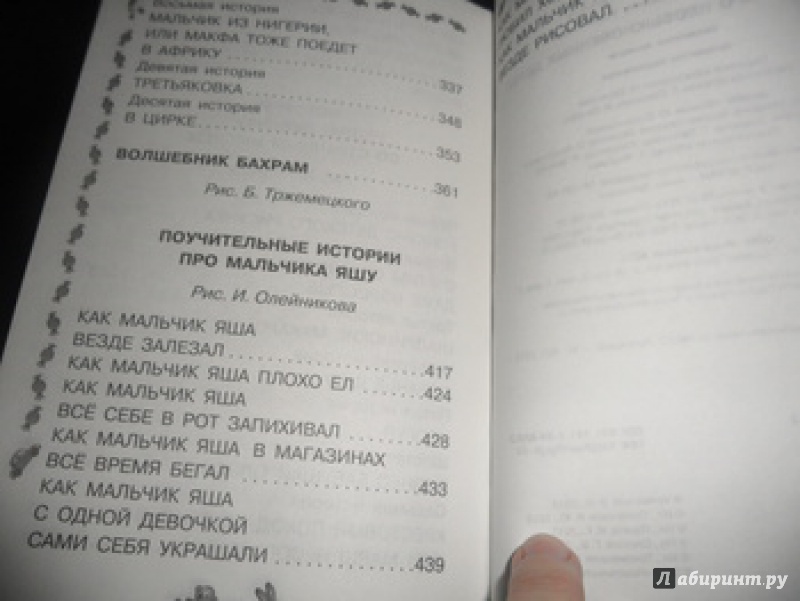 Восьмая история
МАЛЬЧИК ИЗ НИГЕРИИ,
ИЛИ МАКФА ТОЖЕ ПОЕДЕТ
В АФРИКУ ........ 337
Девятая история
ТРЕТЬЯКОВКА ........ 348
Десятая история
В ЦИРКЕ ........ 353
ВОЛШЕБНИК БАХРАМ ........ 361
Рис. Б. Тржемецкого
ПОУЧИТЕЛЬНЫЕ ИСТОРИИ
ПРО МАЛЬЧИКА ЯШУ
Рис. И. Олейникова
КАК МАЛЬЧИК ЯША
ВЕЗДЕ ЗАЛЕЗАЛ ........ 417
КАК МАЛЬЧИК ЯША ПЛОХО ЕЛ ........ 424
КАК МАЛЬЧИК ЯША
ВСЁ СЕБЕ В РОТ ЗАПИХИВАЛ ........ 428
КАК МАЛЬЧИК ЯША В МАГАЗИНАХ
ВСЁ ВРЕМЯ БЕГАЛ ........ 433
КАК МАЛЬЧИК ЯША
С ОДНОЙ ДЕВОЧКОЙ
САМИ СЕБЯ УКРАШАЛИ ........ 439
КАК МАЛЬЧИК
ВЕЗДЕ РИСОВАЛ
Лабиринт.ру